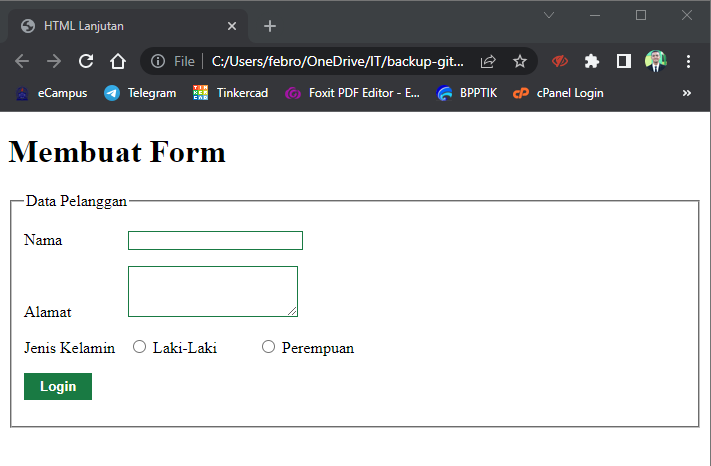 HTML Lanjutan
File C:/Users/febro/OneDrive/IT/backup-git...
eCampus Telegram Tinkercad Foxit PDF Editor - E... BPPTIK cPanel Login »
Membuat Form
Data Pelanggan
Nama
Alamat
Jenis Kelamin Laki-Laki Perempuan
Login